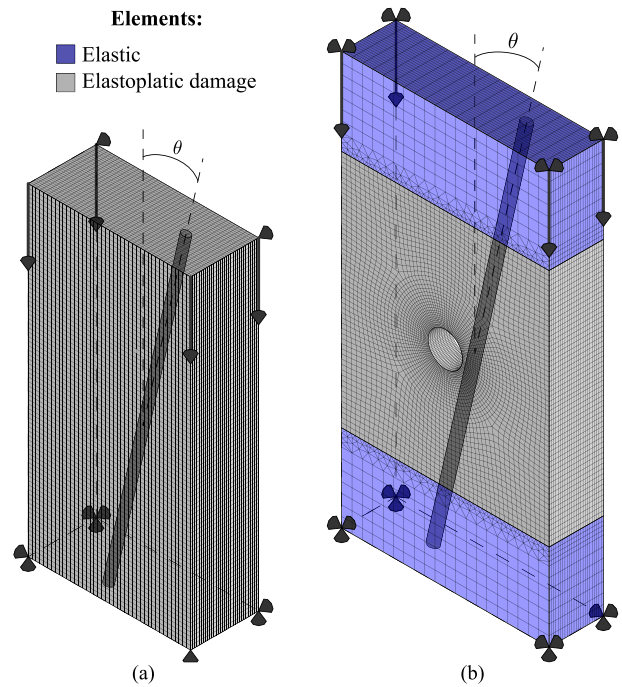 Elements:
Elastic
Elastoplatic damage
θ
θ
(a)
(b)